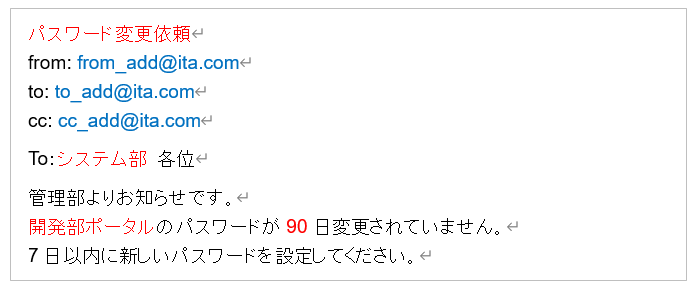 パスワード変更依頼↵
from: from_add@ita.com↵
to: to_add@ita.com↵
cc: cc_add@ita.com↵
To:システム部 各位↵
管理部よりお知らせです。↵
開発部ポータルのパスワードが 90 日変更されていません。↵
7 日以内に新しいパスワードを設定してください。↵